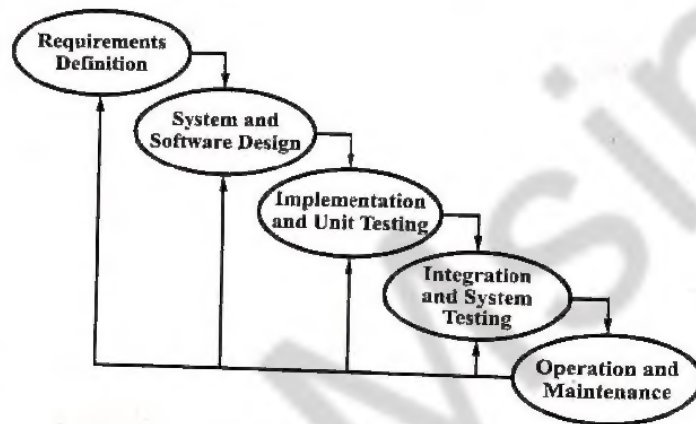 Requirements
Definition
System and
Software Design
Implementation
and Unit Testing
Integration
and System
Testing
Operation and
Maintenance